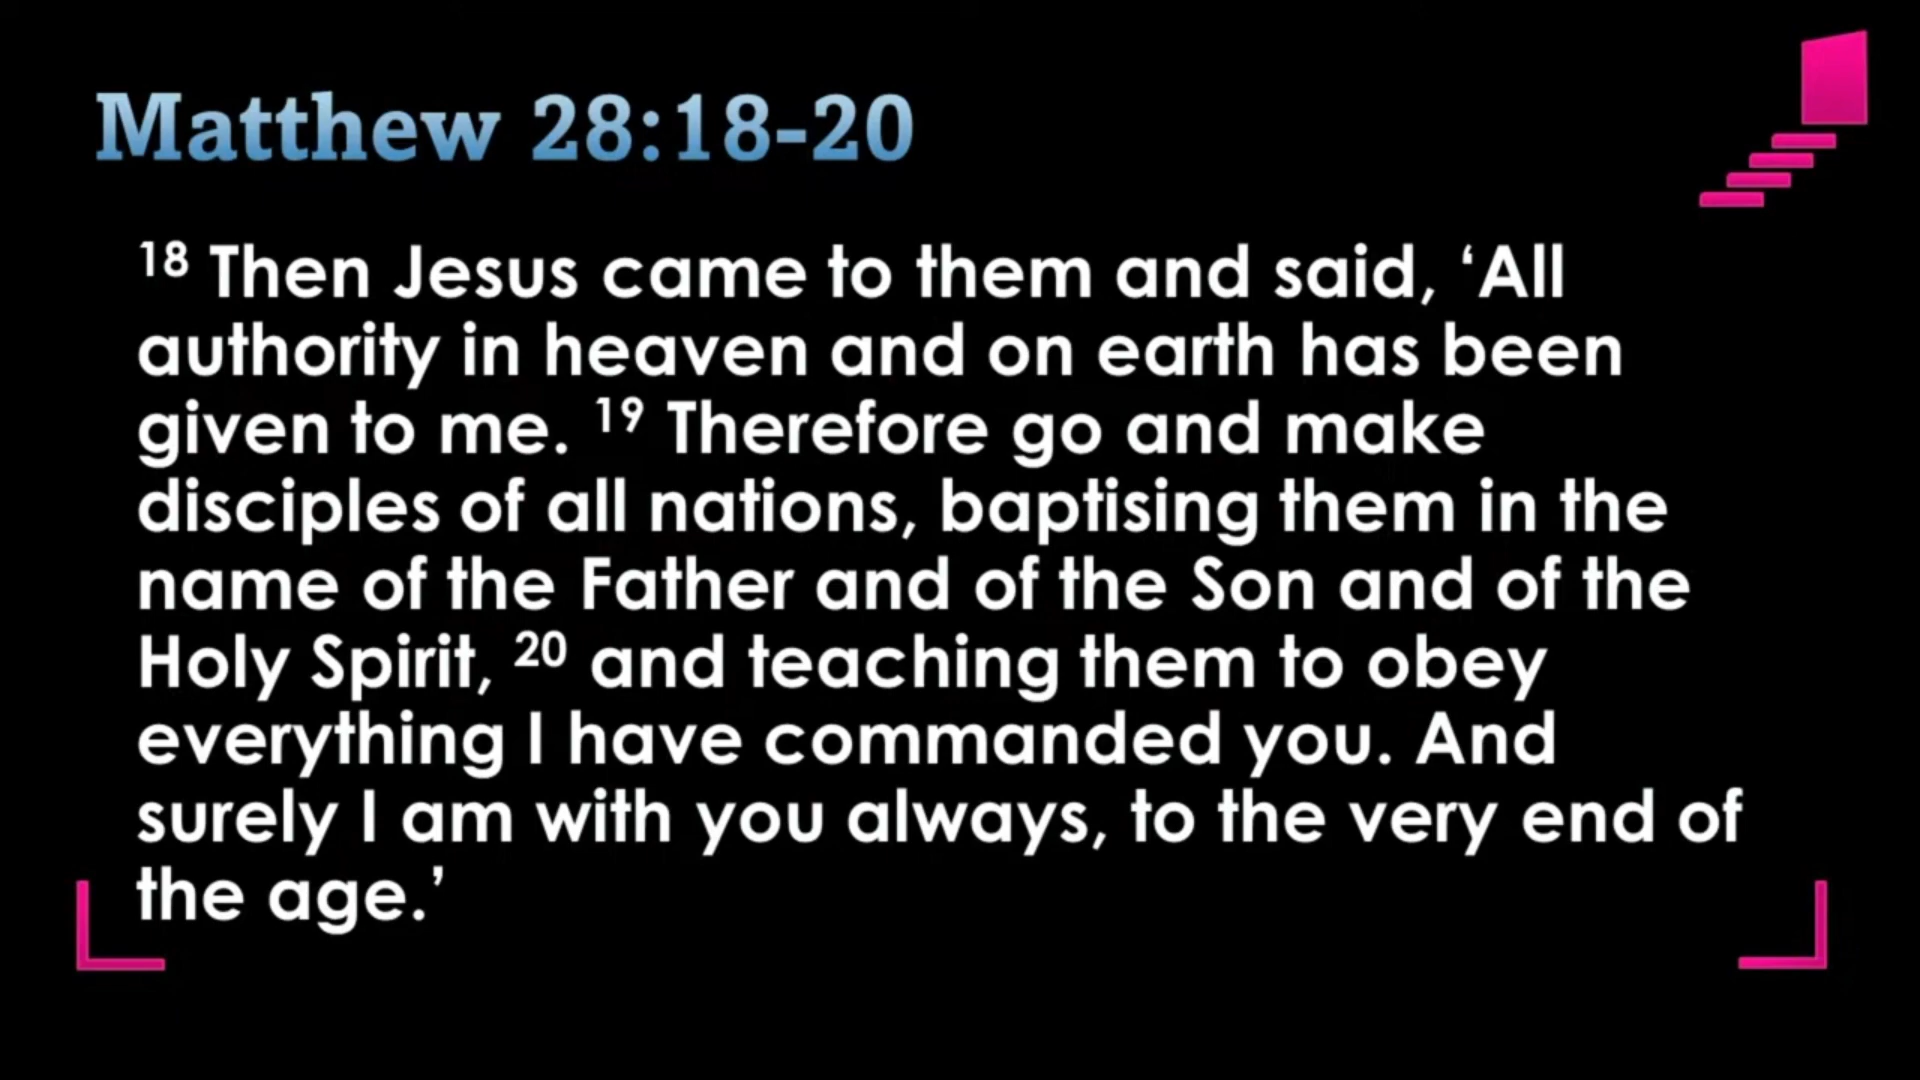 Matthew 28:18-20
18 Then Jesus came to them and said, ‘All
authority in heaven and on earth has been
given to me. 19 Therefore go and make
disciples of all nations, baptising them in the
name of the Father and of the Son and of the
Holy Spirit, 20 and teaching them to obey
everything I have commanded you. And
surely I am with you always, to the very end of
the age.’